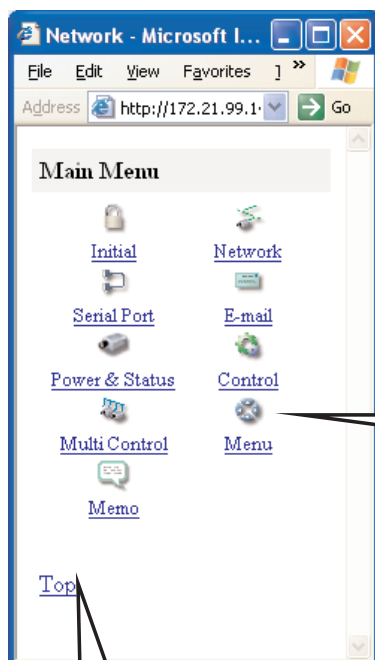 Network - Microsoft I...
File Edit View Favorites »
Address http://172.21.99.1 Go
Main Menu
Initial Network
Serial Port E-mail
Power & Status Control
Multi Control Menu
Memo
Top